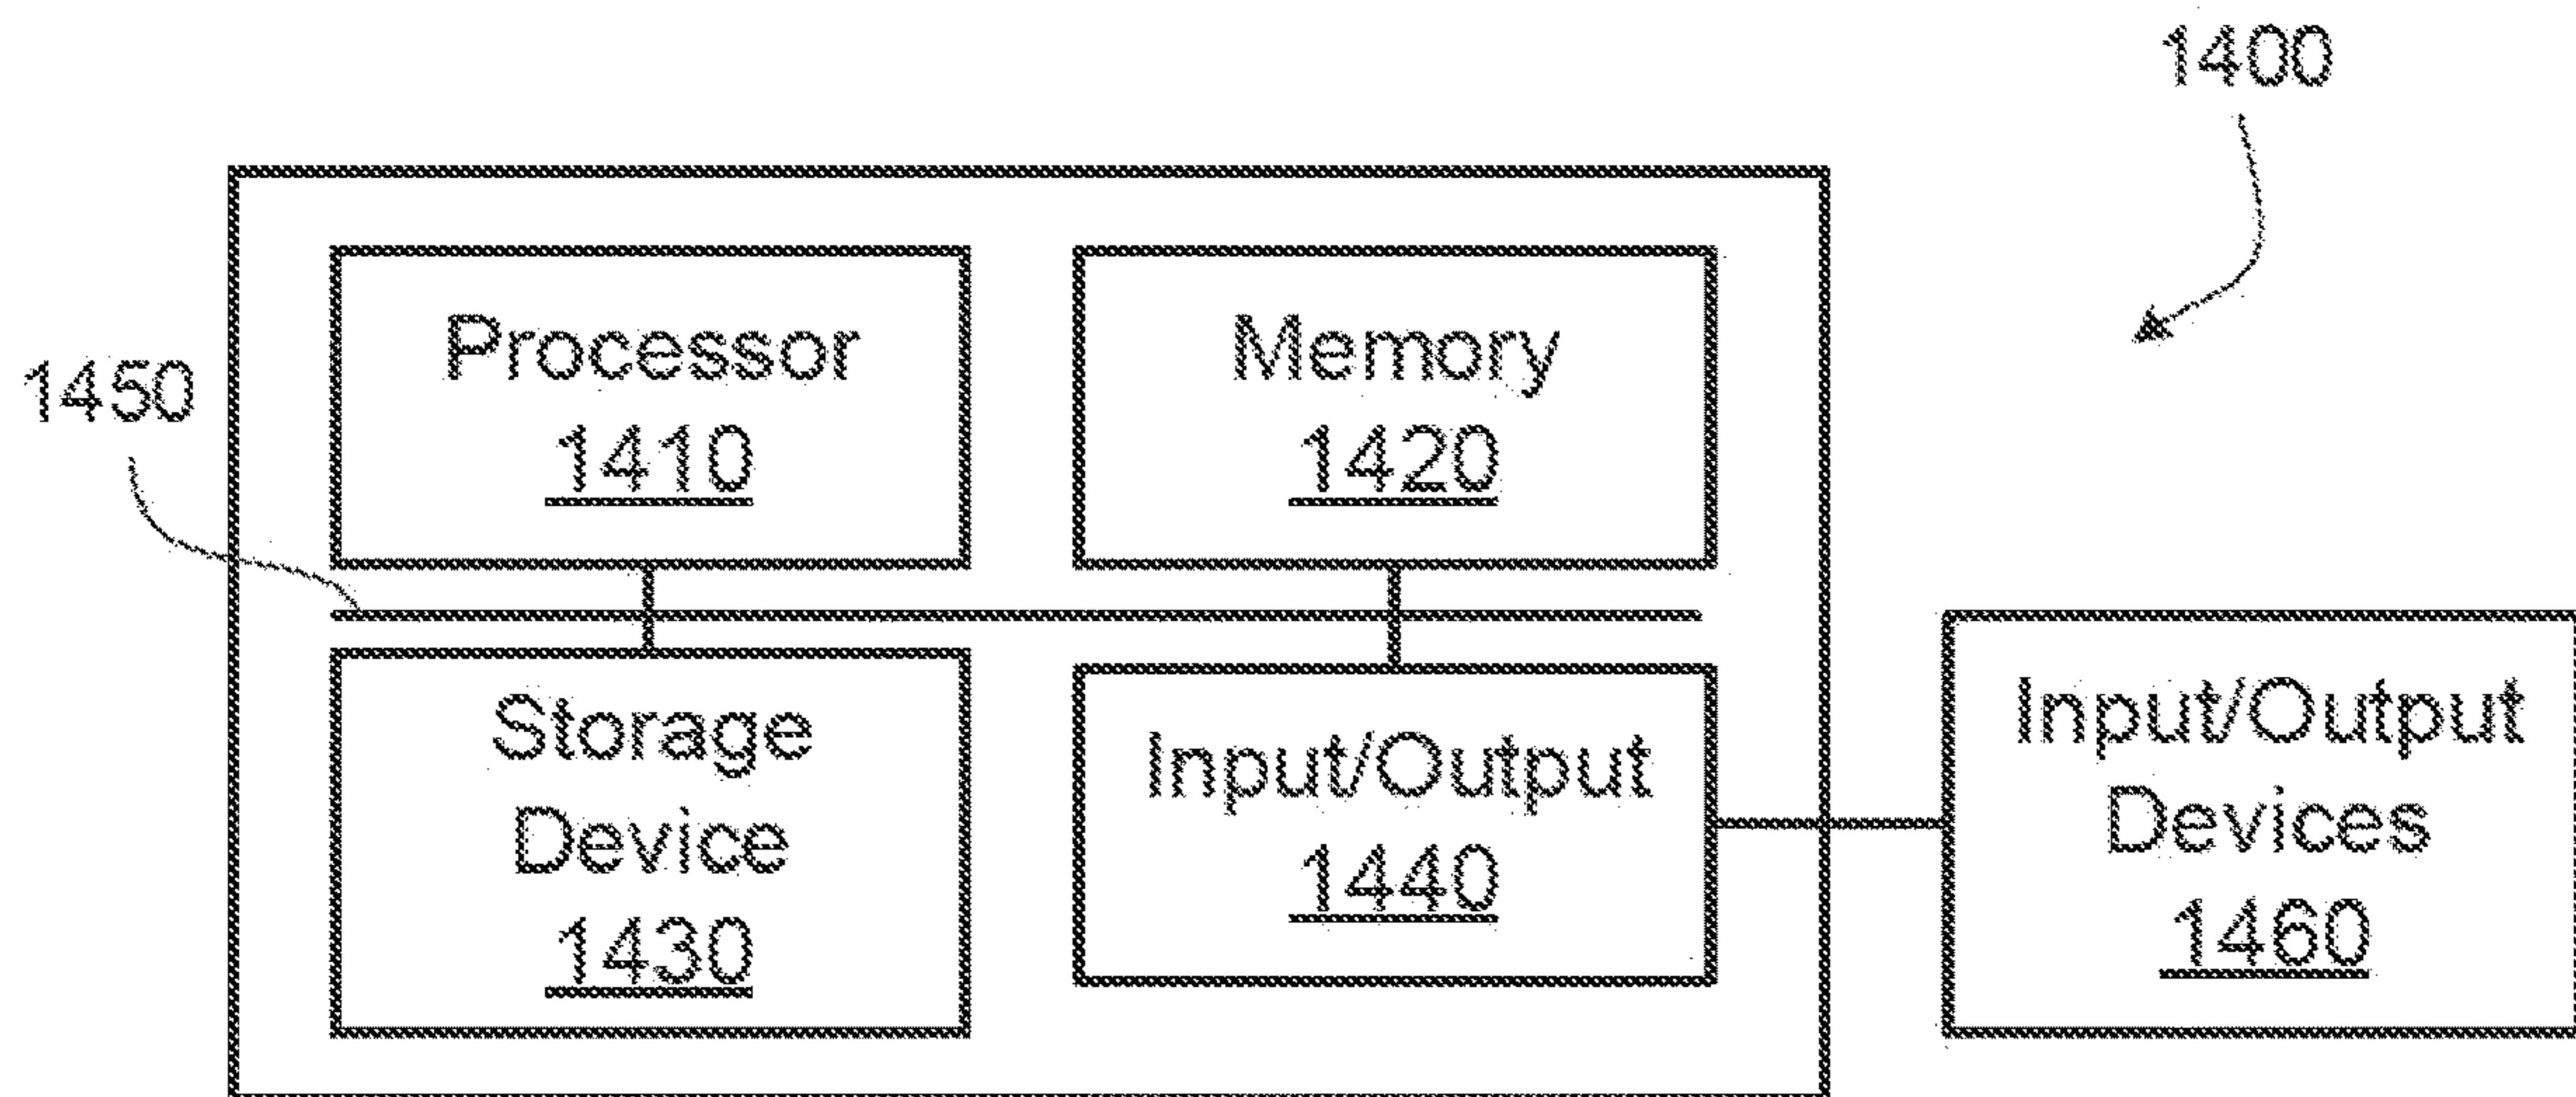 1400
Processor
1410
Memory
1420
1450
Storage
Device
1430
Input/Output
1440
Input/Output
Devices
1460